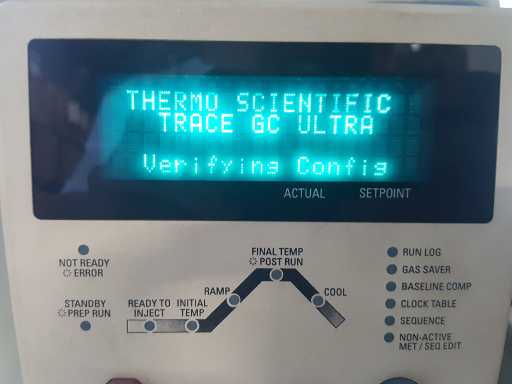 THERMO SCIENTIFIC
TRACE GC ULTRA
Verifying Config
ACTUAL SETPOINT
NOT READY
ERROR
STANDBY
PREP RUN
READY TO
INJECT
INITIAL
TEMP
RAMP
FINAL TEMP
POST RUN
COOL
RUN LOG
GAS SAVER
BASELINE COMP
CLOCK TABLE
SEQUENCE
NON-ACTIVE
MET / SEQ EDIT